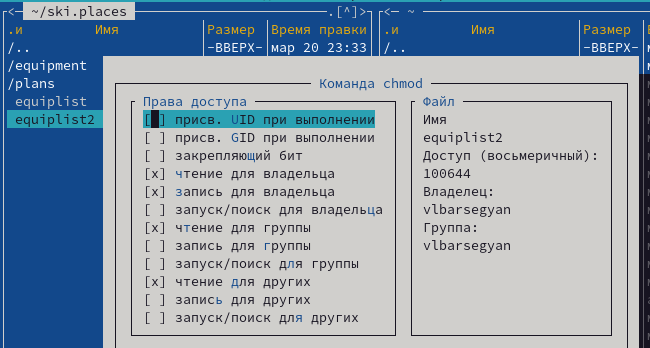 ~/ski.places .[^]> <- ~
.и Имя Размер Время правки .и Имя Размер
/.. -ВВЕРХ- мар 20 23:33 /.. -ВВЕРХ-
/equipment
/plans
equiplist
equiplist2
Команда chmod
Права доступа
[ ] присв. UID при выполнении
[ ] присв. GID при выполнении
[ ] закрепляющий бит
[x] чтение для владельца
[x] запись для владельца
[ ] запуск/поиск для владельца
[x] чтение для группы
[ ] запись для группы
[ ] запуск/поиск для группы
[x] чтение для других
[ ] запись для других
[ ] запуск/поиск для других
Файл
Имя
equiplist2
Доступ (восьмеричный):
100644
Владелец:
vlbarsegyan
Группа:
vlbarsegyan